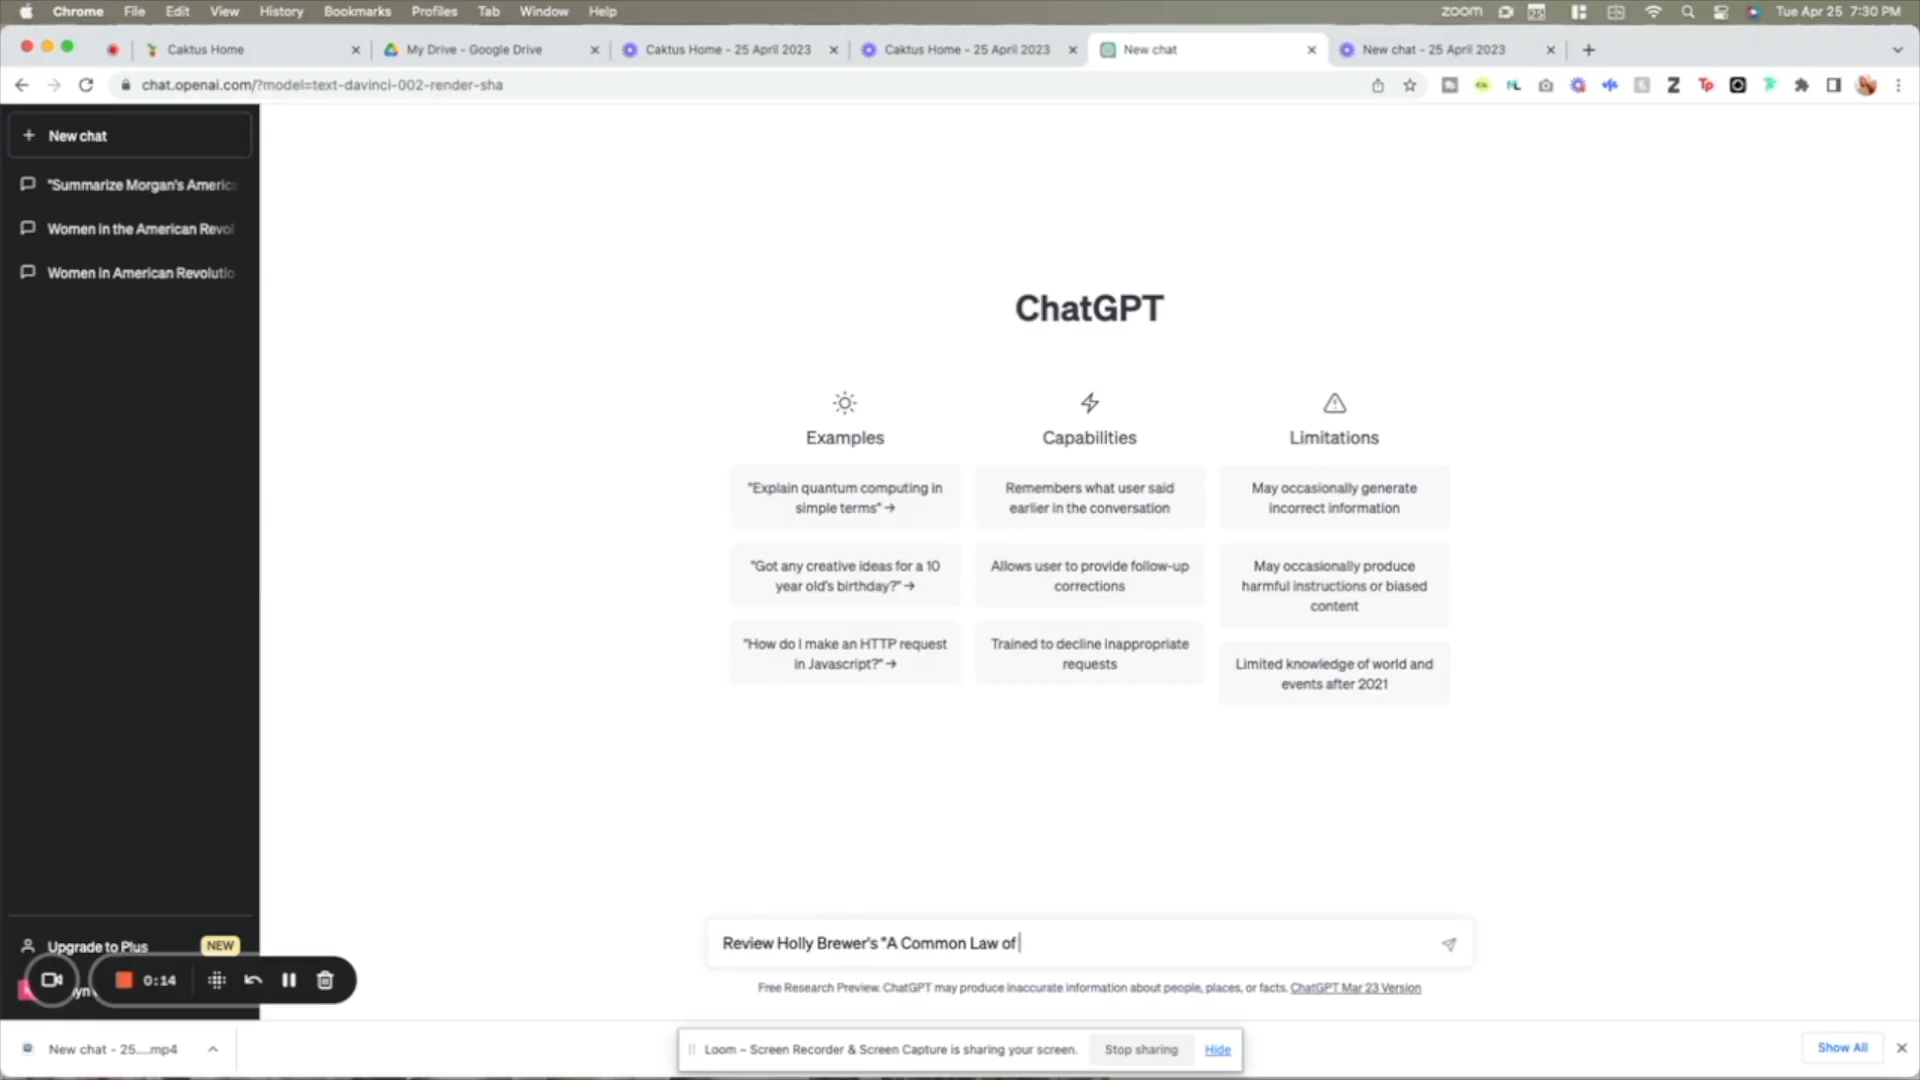 Chrome File Edit View History Bookmarks Profiles Tab Window Help zoom 25 Tue Apr 25 7:30 PM
Caktus Home My Drive - Google Drive Caktus Home - 25 April 2023 Caktus Home - 25 April 2023 New chat New chat - 25 April 2023
chat.openai.com/?model=text-davinci-002-render-sha
New chat
"Summarize Morgan's America
Women in the American Revol
Women in American Revolutio
ChatGPT
Examples
Capabilities
Limitations
"Explain quantum computing in
simple terms" →
Remembers what user said
earlier in the conversation
May occasionally generate
incorrect information
"Got any creative ideas for a 10
year old's birthday?" →
Allows user to provide follow-up
corrections
May occasionally produce
harmful instructions or biased
content
"How do I make an HTTP request
in Javascript?" →
Trained to decline inappropriate
requests
Limited knowledge of world and
events after 2021
Review Holly Brewer's "A Common Law of
Free Research Preview. ChatGPT may produce inaccurate information about people, places, or facts. ChatGPT Mar 23 Version
Upgrade to Plus NEW
0:14
New chat - 25....mp4
Loom – Screen Recorder & Screen Capture is sharing your screen. Stop sharing Hide
Show All